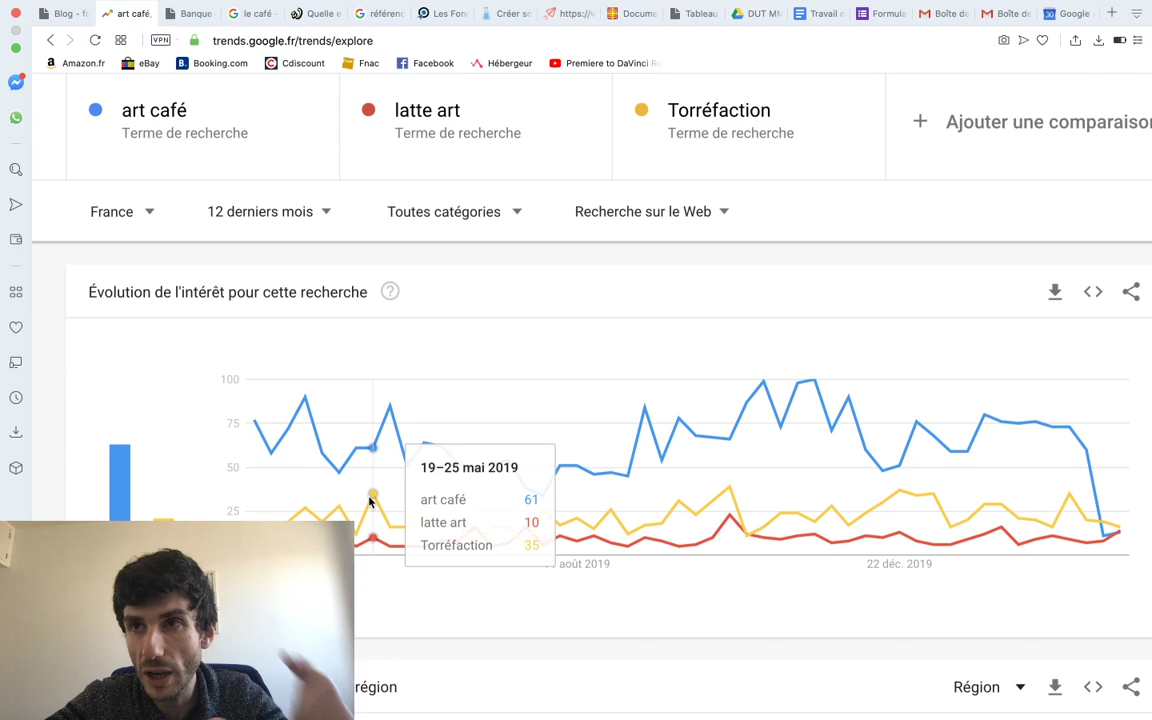 Blog - fo
art café,
Banque
le café -
Quelle e
référenc
Les Fon
Créer so
https://v
Docume
Tableau
DUT MM
Travail d
Formula
Boîte de
Boîte de
Google
VPN
trends.google.fr/trends/explore
Amazon.fr eBay Booking.com Cdiscount Fnac Facebook Hébergeur Premiere to DaVinci Re
art café
Terme de recherche
latte art
Terme de recherche
Torréfaction
Terme de recherche
+ Ajouter une comparaison
France 12 derniers mois Toutes catégories Recherche sur le Web
Évolution de l'intérêt pour cette recherche ?
100
75
50
25
19–25 mai 2019
art café 61
latte art 10
Torréfaction 35
août 2019
22 déc. 2019
région
Région